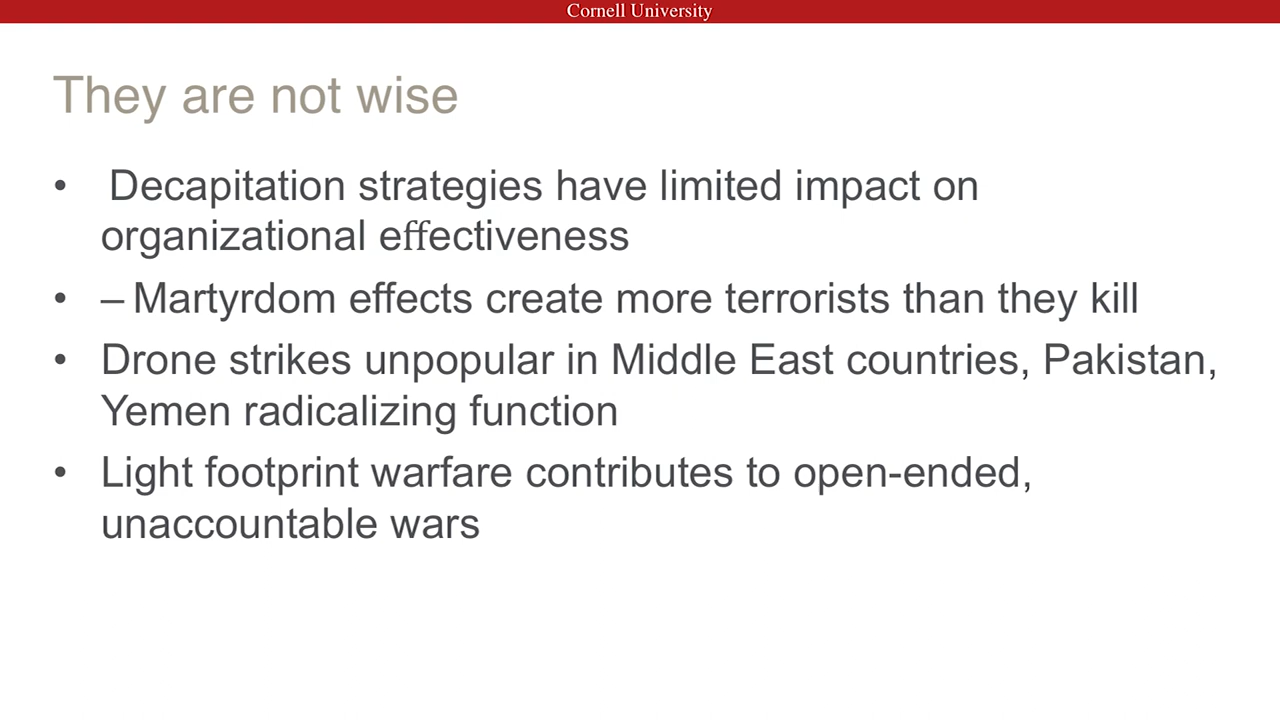 Cornell University
They are not wise
• Decapitation strategies have limited impact on
organizational effectiveness
• – Martyrdom effects create more terrorists than they kill
• Drone strikes unpopular in Middle East countries, Pakistan,
Yemen radicalizing function
• Light footprint warfare contributes to open-ended,
unaccountable wars